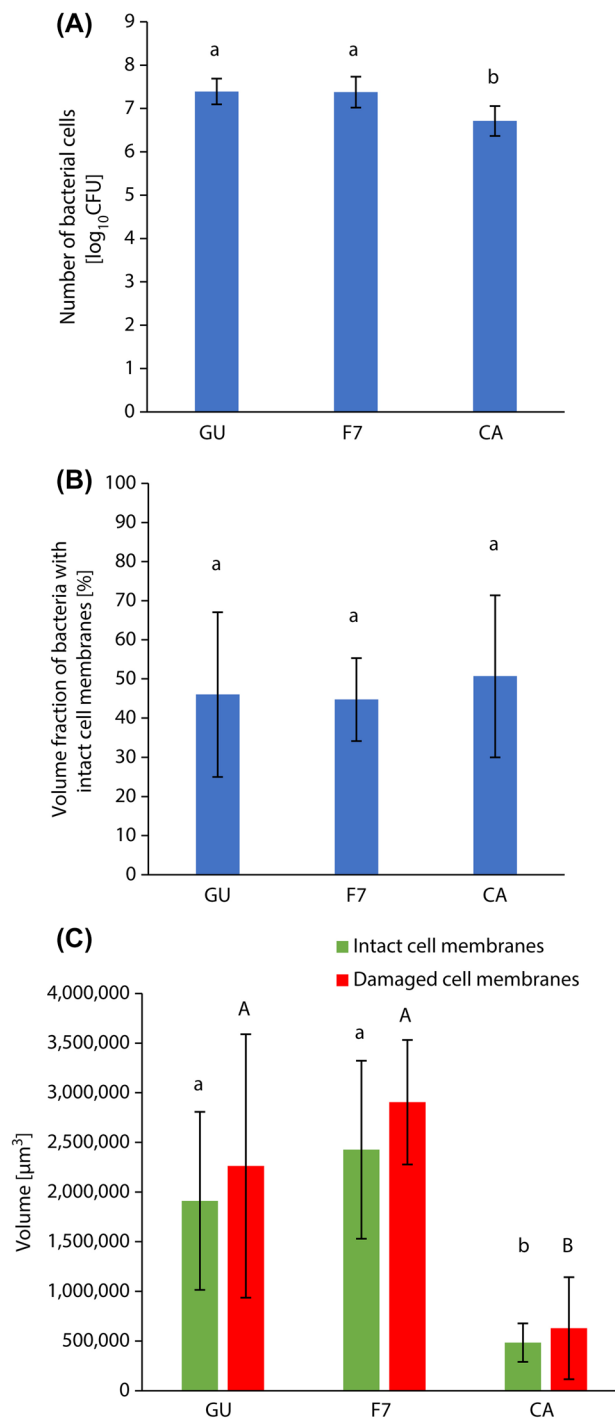 (A)
Number of bacterial cells
[log₁₀CFU]
9
8
7
6
5
4
3
2
1
0
a
a
b
GU
F7
CA
(B)
Volume fraction of bacteria with
intact cell membranes [%]
100
90
80
70
60
50
40
30
20
10
0
a
a
a
GU
F7
CA
(C)
Intact cell membranes
Damaged cell membranes
Volume [µm³]
4,000,000
3,500,000
3,000,000
2,500,000
2,000,000
1,500,000
1,000,000
500,000
0
a
A
a
A
b
B
GU
F7
CA